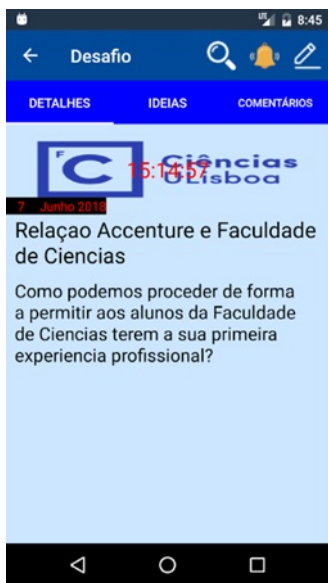 8:45
Desafio
DETALHES IDEIAS COMENTÁRIOS
FC
Ciências
15:14:57
ULisboa
7 Junho 2018
Relaçao Accenture e Faculdade
de Ciencias
Como podemos proceder de forma
a permitir aos alunos da Faculdade
de Ciencias terem a sua primeira
experiencia profissional?